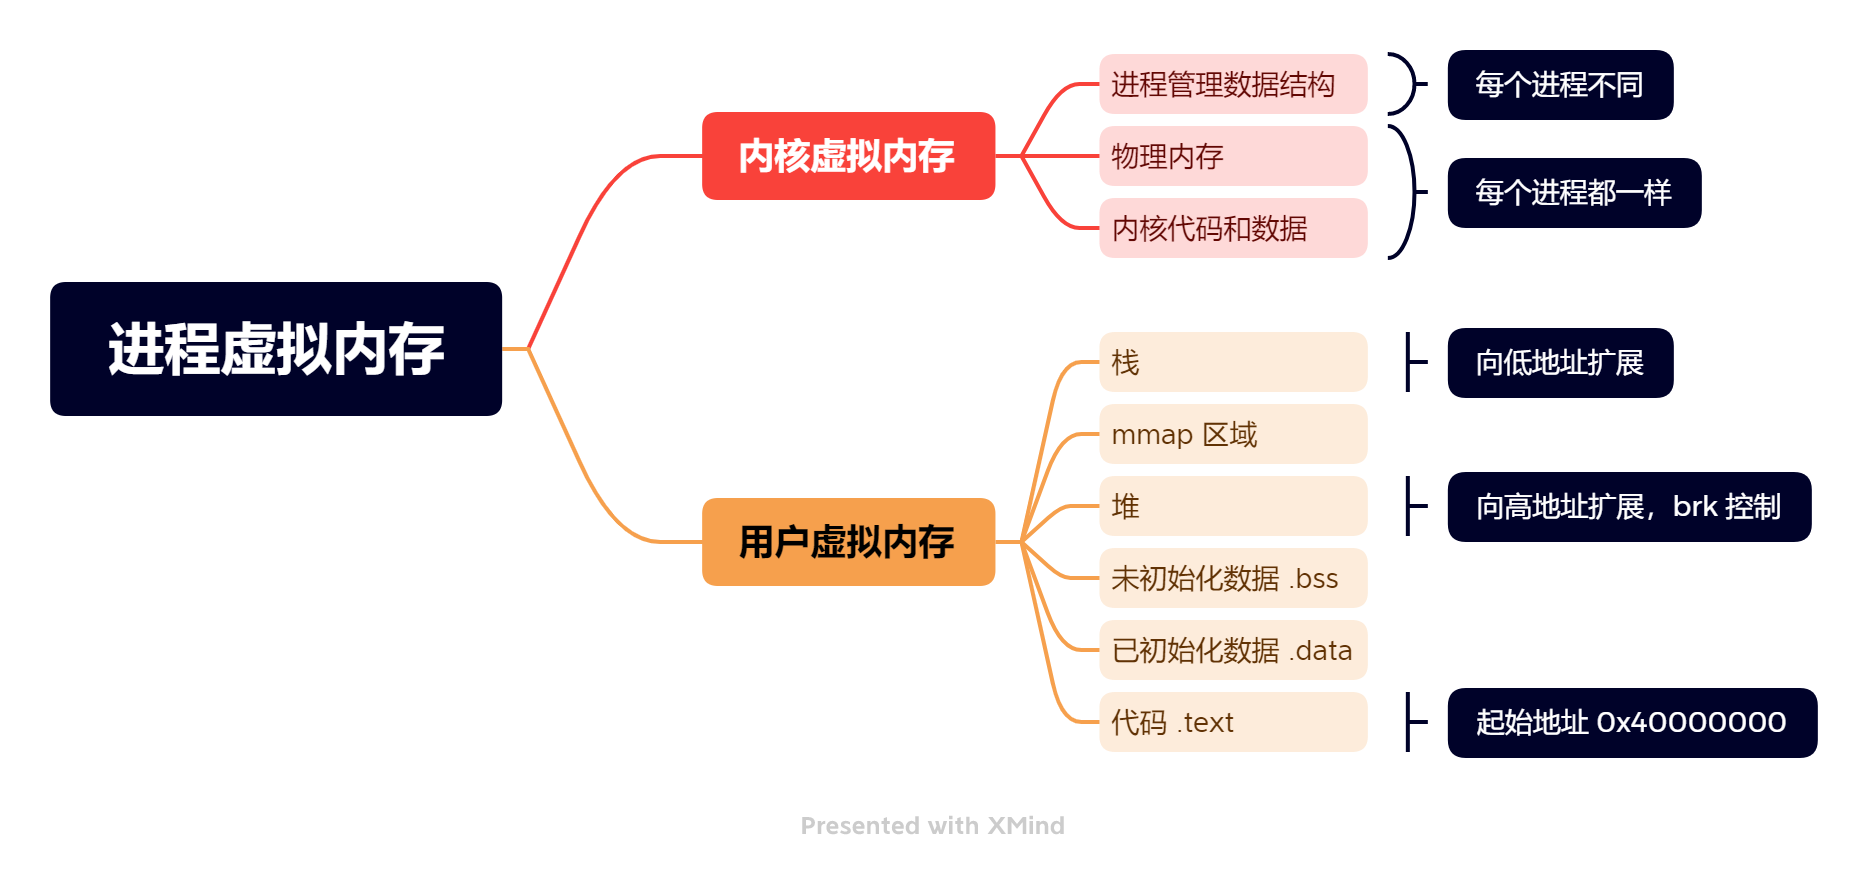 进程虚拟内存
内核虚拟内存
进程管理数据结构
每个进程不同
物理内存
内核代码和数据
每个进程都一样
用户虚拟内存
栈
向低地址扩展
mmap 区域
堆
向高地址扩展，brk 控制
未初始化数据 .bss
已初始化数据 .data
代码 .text
起始地址 0x40000000
Presented with XMind